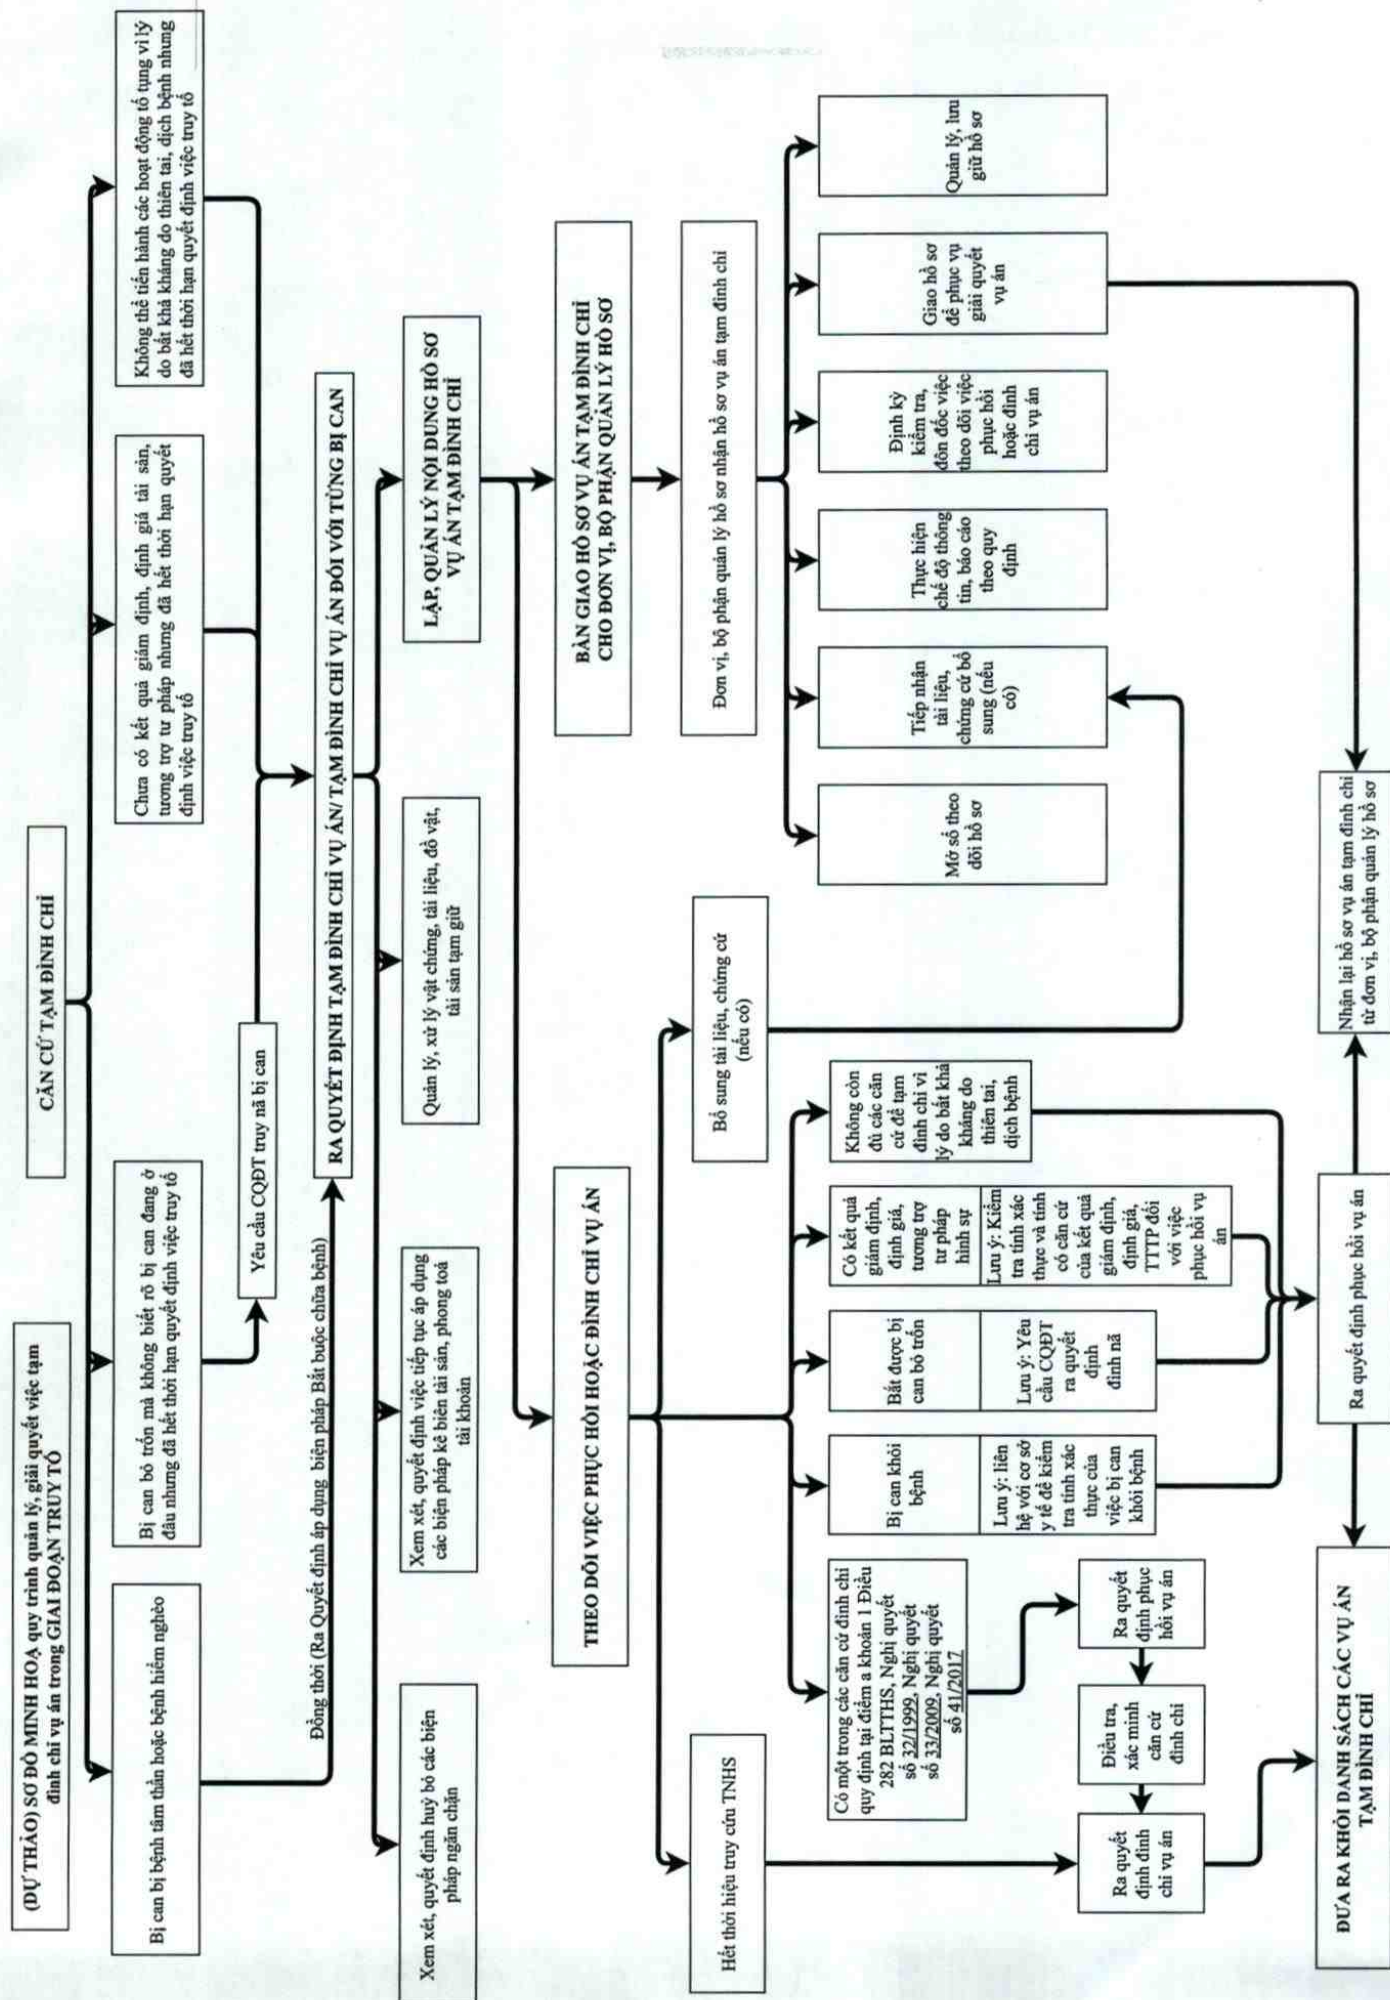 (DỰ THẢO) SƠ ĐỒ MINH HOẠ quy trình quản lý, giải quyết việc tạm
đình chỉ vụ án trong GIAI ĐOẠN TRUY TỐ
CĂN CỨ TẠM ĐÌNH CHỈ
Bị can bị bệnh tâm thần hoặc bệnh hiểm nghèo
Bị can bỏ trốn mà không biết rõ bị can đang ở
đâu nhưng đã hết thời hạn quyết định việc truy tố
Chưa có kết quả giám định, định giá tài sản,
tương trợ tư pháp nhưng đã hết thời hạn quyết
định việc truy tố
Không thể tiến hành các hoạt động tố tụng vì lý
do bất khả kháng do thiên tai, dịch bệnh nhưng
đã hết thời hạn quyết định việc truy tố
Yêu cầu CQĐT truy nã bị can
Đồng thời (Ra Quyết định áp dụng biện pháp Bắt buộc chữa bệnh)
RA QUYẾT ĐỊNH TẠM ĐÌNH CHỈ VỤ ÁN/ TẠM ĐÌNH CHỈ VỤ ÁN ĐỐI VỚI TỪNG BỊ CAN
Xem xét, quyết định huỷ bỏ các biện
pháp ngăn chặn
Xem xét, quyết định việc tiếp tục áp dụng
các biện pháp kê biên tài sản, phong toả
tài khoản
Quản lý, xử lý vật chứng, tài liệu, đồ vật,
tài sản tạm giữ
LẬP, QUẢN LÝ NỘI DUNG HỒ SƠ
VỤ ÁN TẠM ĐÌNH CHỈ
THEO DÕI VIỆC PHỤC HỒI HOẶC ĐÌNH CHỈ VỤ ÁN
BÀN GIAO HỒ SƠ VỤ ÁN TẠM ĐÌNH CHỈ
CHO ĐƠN VỊ, BỘ PHẬN QUẢN LÝ HỒ SƠ
Hết thời hiệu truy cứu TNHS
Bổ sung tài liệu, chứng cứ
(nếu có)
Đơn vị, bộ phận quản lý hồ sơ nhận hồ sơ vụ án tạm đình chỉ
Có một trong các căn cứ đình chỉ
quy định tại điểm a khoản 1 Điều
282 BLTTHS, Nghị quyết
số 32/1999, Nghị quyết
số 33/2009, Nghị quyết
số 41/2017
Bị can khỏi
bệnh
Lưu ý: liên
hệ với cơ sở
y tế để kiểm
tra tính xác
thực của
việc bị can
khỏi bệnh
Bắt được bị
can bỏ trốn
Lưu ý: Yêu
cầu CQĐT
ra quyết
định
đình nã
Có kết quả
giám định,
định giá,
tương trợ
tư pháp
hình sự
Lưu ý: Kiểm
tra tính xác
thực và tính
có căn cứ
của kết quả
giám định,
định giá,
TTTP đối
với việc
phục hồi vụ
án
Không còn
đủ các căn
cứ để tạm
đình chỉ vì
lý do bất khả
kháng do
thiên tai,
dịch bệnh
Mở sổ theo
dõi hồ sơ
Tiếp nhận
tài liệu,
chứng cứ bổ
sung (nếu
có)
Thực hiện
chế độ thông
tin, báo cáo
theo quy
định
Định kỳ
kiểm tra,
đôn đốc việc
theo dõi việc
phục hồi
hoặc đình
chỉ vụ án
Giao hồ sơ
để phục vụ
giải quyết
vụ án
Quản lý, lưu
giữ hồ sơ
Ra quyết
định đình
chỉ vụ án
Điều tra,
xác minh
căn cứ
đình chỉ
Ra quyết
định phục
hồi vụ án
ĐƯA RA KHỎI DANH SÁCH CÁC VỤ ÁN
TẠM ĐÌNH CHỈ
Ra quyết định phục hồi vụ án
Nhận lại hồ sơ vụ án tạm đình chỉ
từ đơn vị, bộ phận quản lý hồ sơ